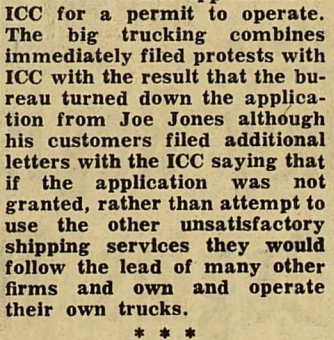 ICC for a permit to operate.
The big trucking combines
immediately filed protests with
ICC with the result that the bu-
reau turned down the applica-
tion from Joe Jones although
his customers filed additional
letters with the ICC saying that
if the application was not
granted, rather than attempt to
use the other unsatisfactory
shipping services they would
follow the lead of many other
firms and own and operate
their own trucks.
* * *